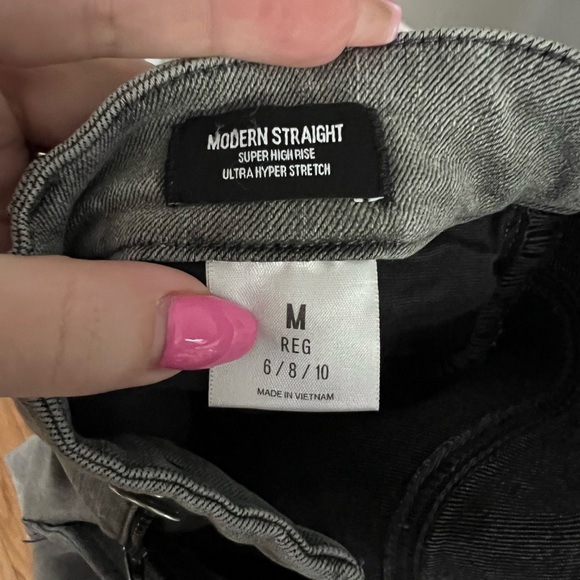 MODERN STRAIGHT
SUPER HIGH RISE
ULTRA HYPER STRETCH
M
REG
6/8/10
MADE IN VIETNAM